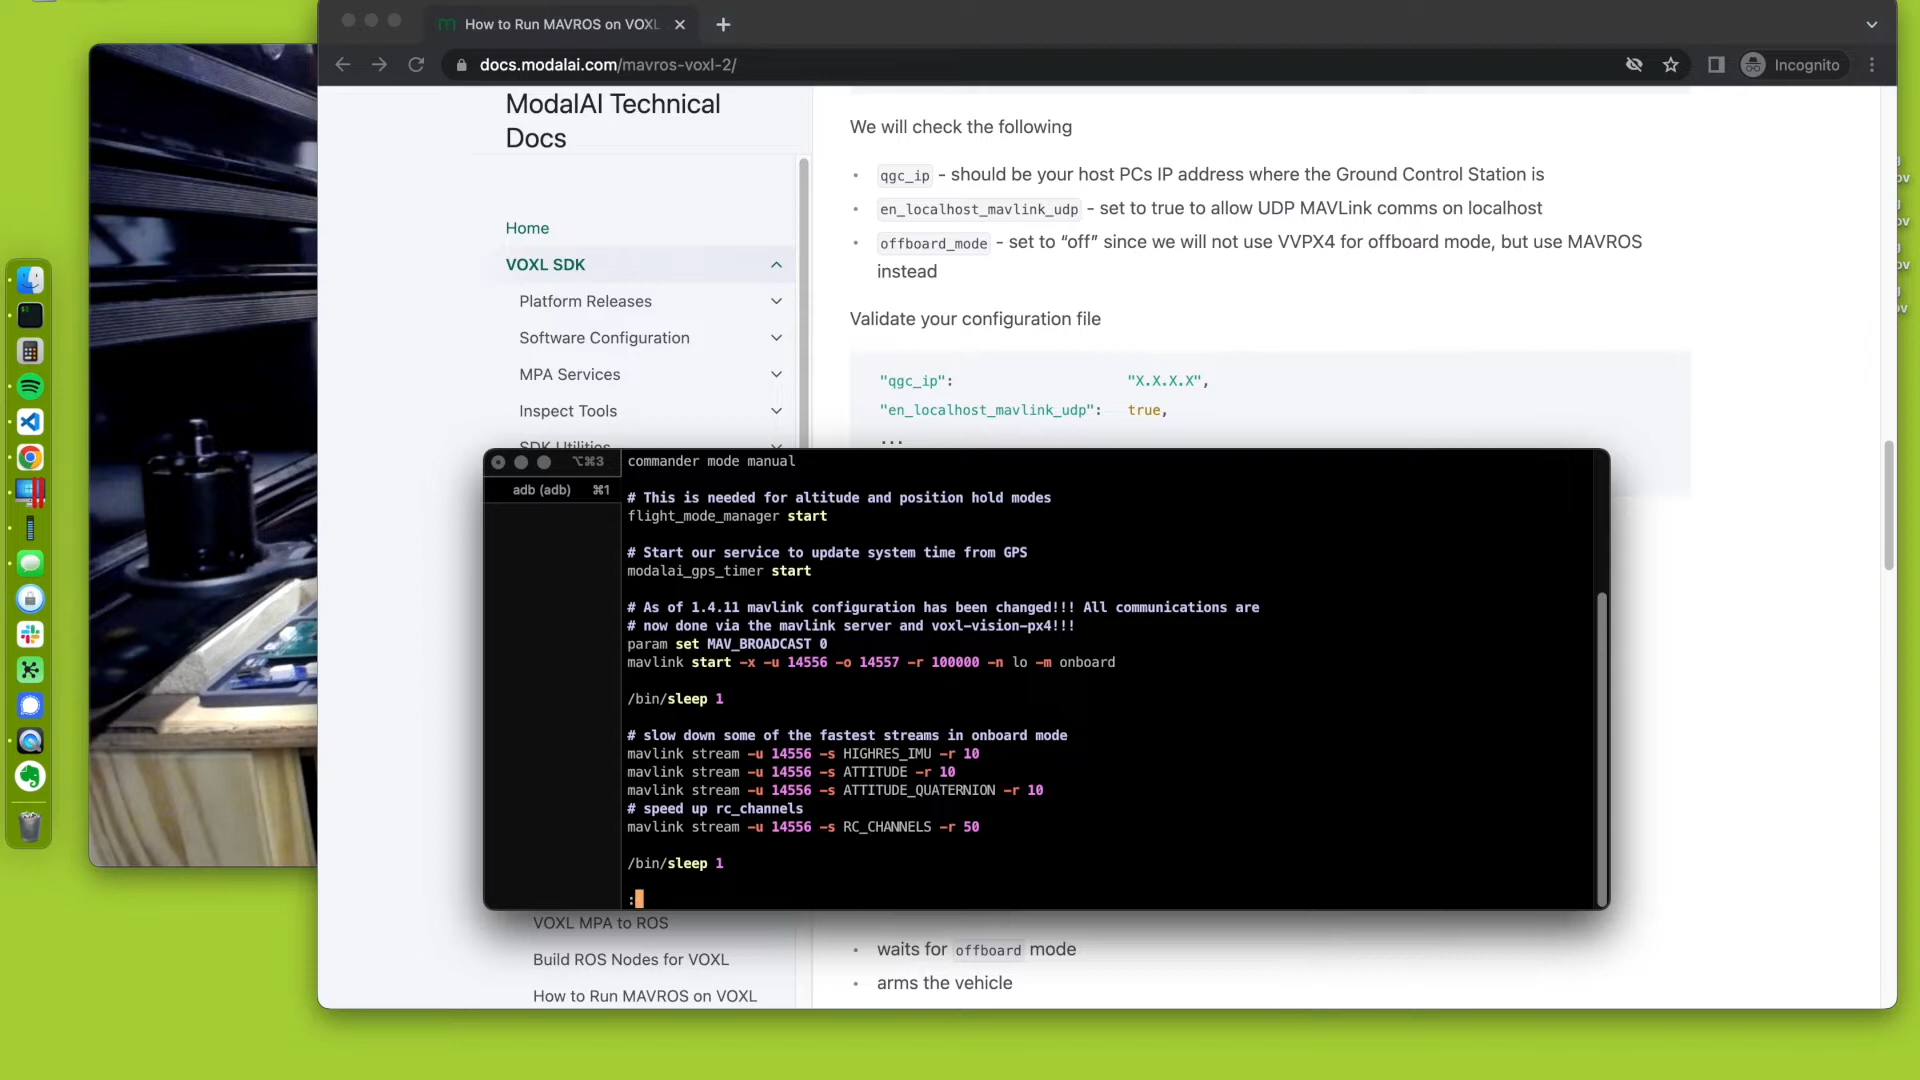 How to Run MAVROS on VOXL
docs.modalai.com/mavros-voxl-2/
Incognito
ModalAI Technical
Docs
Home
VOXL SDK
Platform Releases
Software Configuration
MPA Services
Inspect Tools
SDK Utilities
VOXL MPA to ROS
Build ROS Nodes for VOXL
How to Run MAVROS on VOXL
We will check the following
• qgc_ip - should be your host PCs IP address where the Ground Control Station is
• en_localhost_mavlink_udp - set to true to allow UDP MAVLink comms on localhost
• offboard_mode - set to “off” since we will not use VVPX4 for offboard mode, but use MAVROS
instead
Validate your configuration file
"qgc_ip": "X.X.X.X",
"en_localhost_mavlink_udp": true,
...
⌥⌘3
adb (adb) ⌘1
commander mode manual
# This is needed for altitude and position hold modes
flight_mode_manager start
# Start our service to update system time from GPS
modalai_gps_timer start
# As of 1.4.11 mavlink configuration has been changed!!! All communications are
# now done via the mavlink server and voxl-vision-px4!!!
param set MAV_BROADCAST 0
mavlink start -x -u 14556 -o 14557 -r 100000 -n lo -m onboard
/bin/sleep 1
# slow down some of the fastest streams in onboard mode
mavlink stream -u 14556 -s HIGHRES_IMU -r 10
mavlink stream -u 14556 -s ATTITUDE -r 10
mavlink stream -u 14556 -s ATTITUDE_QUATERNION -r 10
# speed up rc_channels
mavlink stream -u 14556 -s RC_CHANNELS -r 50
/bin/sleep 1
:
• waits for offboard mode
• arms the vehicle